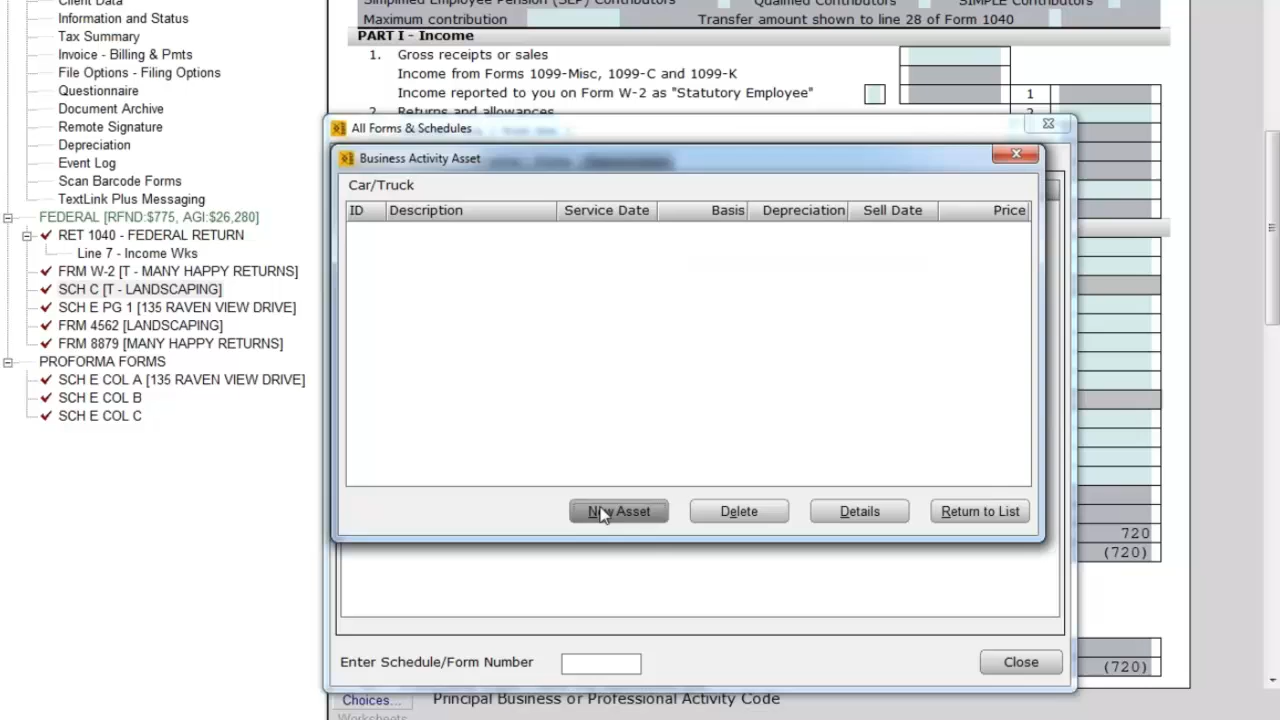 Client Data
Information and Status
Tax Summary
Invoice - Billing & Pmts
File Options - Filing Options
Questionnaire
Document Archive
Remote Signature
Depreciation
Event Log
Scan Barcode Forms
TextLink Plus Messaging
FEDERAL [RFND:$775, AGI:$26,280]
RET 1040 - FEDERAL RETURN
Line 7 - Income Wks
FRM W-2 [T - MANY HAPPY RETURNS]
SCH C [T - LANDSCAPING]
SCH E PG 1 [135 RAVEN VIEW DRIVE]
FRM 4562 [LANDSCAPING]
FRM 8879 [MANY HAPPY RETURNS]
PROFORMA FORMS
SCH E COL A [135 RAVEN VIEW DRIVE]
SCH E COL B
SCH E COL C
Simplified Employee Pension (SEP) Contributors Qualified Contributors SIMPLE Contributors
Maximum contribution Transfer amount shown to line 28 of Form 1040
PART I - Income
1. Gross receipts or sales
Income from Forms 1099-Misc, 1099-C and 1099-K
Income reported to you on Form W-2 as "Statutory Employee" 1
2. Returns and allowances 2
All Forms & Schedules
Business Activity Asset
Car/Truck
ID Description Service Date Basis Depreciation Sell Date Price
New Asset Delete Details Return to List
720
(720)
Enter Schedule/Form Number Close
(720)
Choices... Principal Business or Professional Activity Code
Worksheets